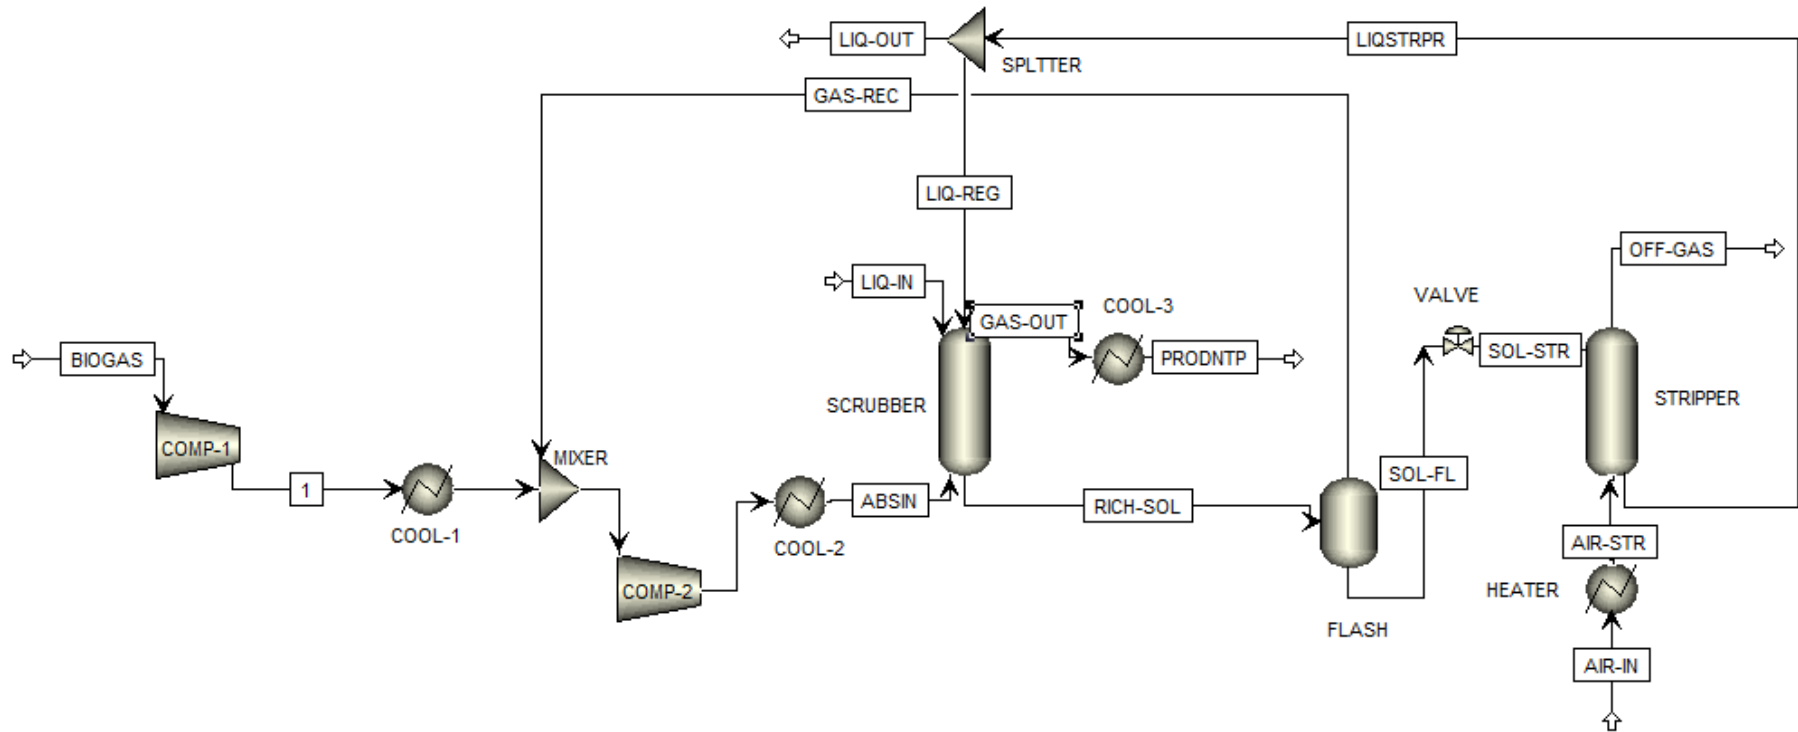 LIQ-OUT
LIQSTRPR
SPLTTER
GAS-REC
LIQ-REG
OFF-GAS
LIQ-IN
VALVE
COOL-3
GAS-OUT
SOL-STR
BIOGAS
PRODNTP
STRIPPER
SCRUBBER
COMP-1
MIXER
SOL-FL
1
ABSIN
RICH-SOL
COOL-1
AIR-STR
COOL-2
HEATER
COMP-2
FLASH
AIR-IN